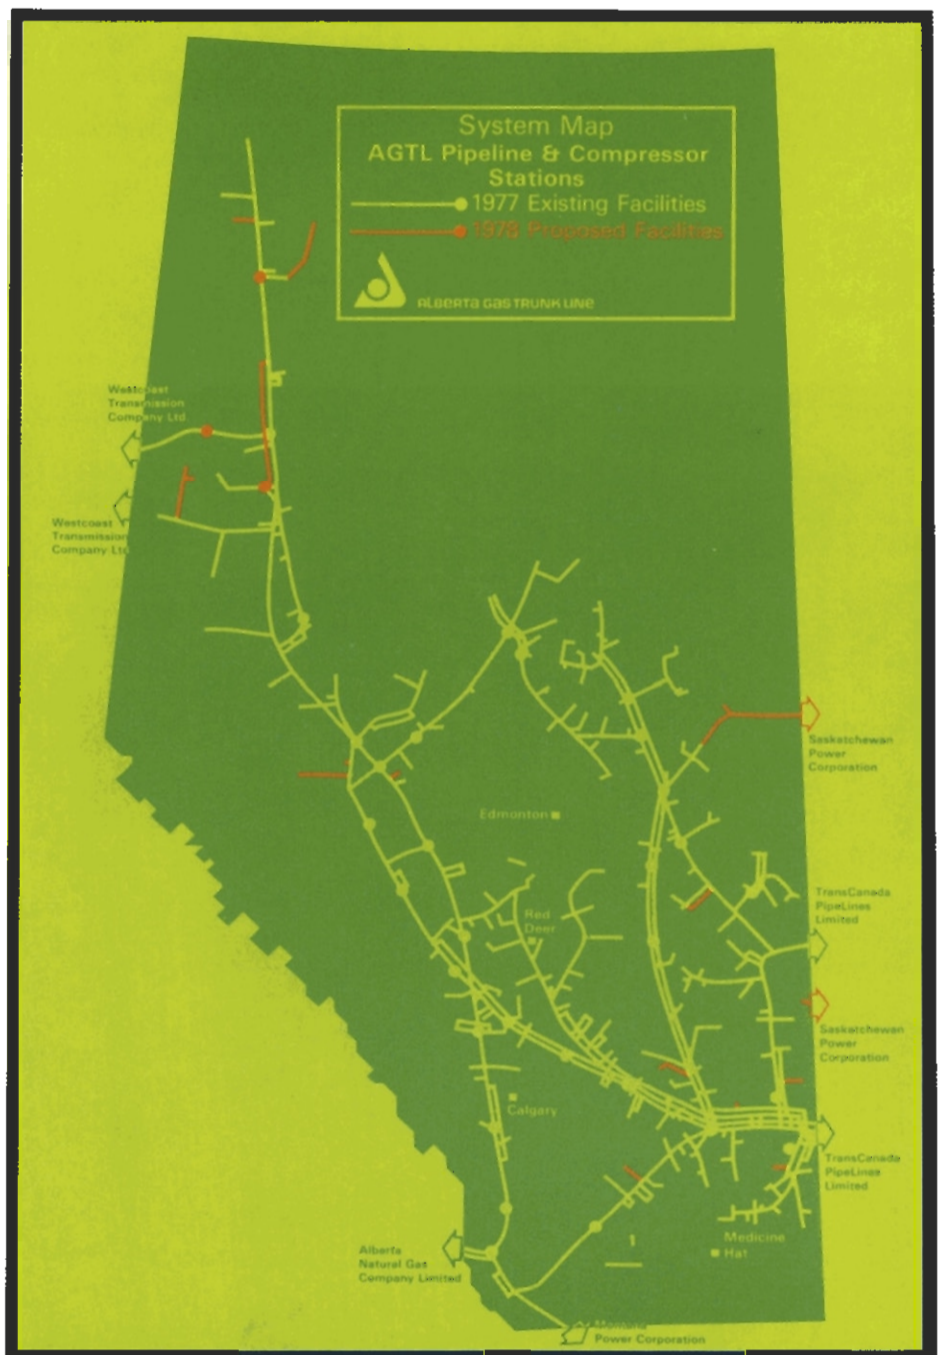 System Map
AGTL Pipeline & Compressor
Stations
1977 Existing Facilities
1978 Proposed Facilities
ALBERTA GAS TRUNK LINE
Westcoast
Transmission
Company Ltd
Westcoast
Transmission
Company Ltd
Saskatchewan
Power
Corporation
Edmonton
TransCanada
PipeLines
Limited
Red
Deer
Saskatchewan
Power
Corporation
Calgary
TransCanada
PipeLines
Limited
1
Medicine
Hat
Alberta
Natural Gas
Company Limited
Montana
Power Corporation